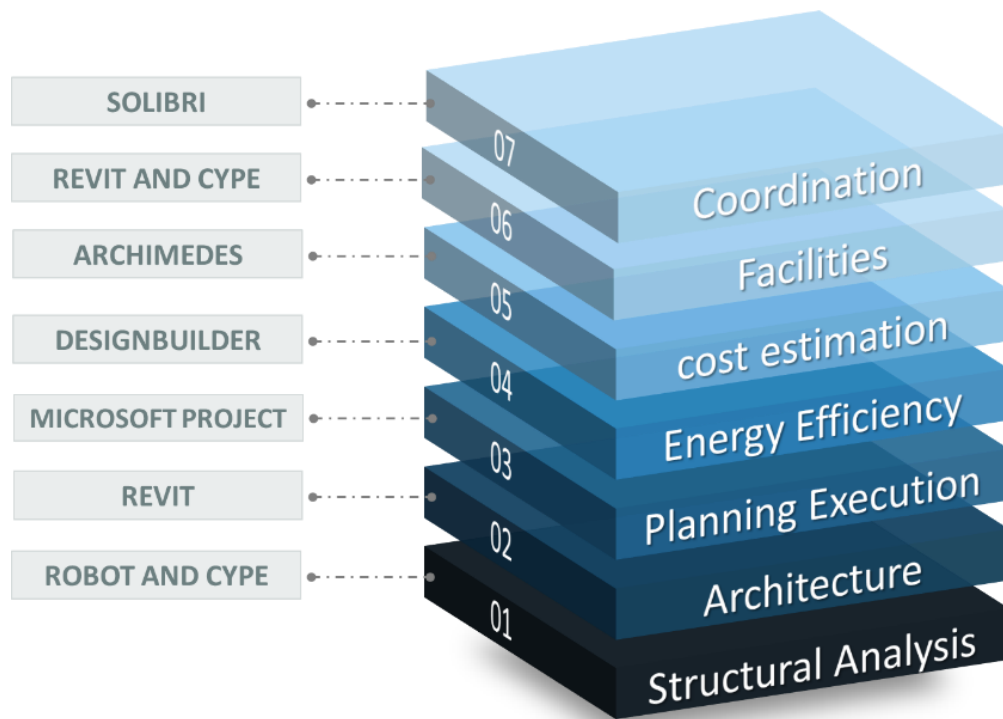 SOLIBRI
07
Coordination
REVIT AND CYPE
06
Facilities
ARCHIMEDES
05
cost estimation
DESIGNBUILDER
04
Energy Efficiency
MICROSOFT PROJECT
03
Planning Execution
REVIT
02
Architecture
ROBOT AND CYPE
01
Structural Analysis